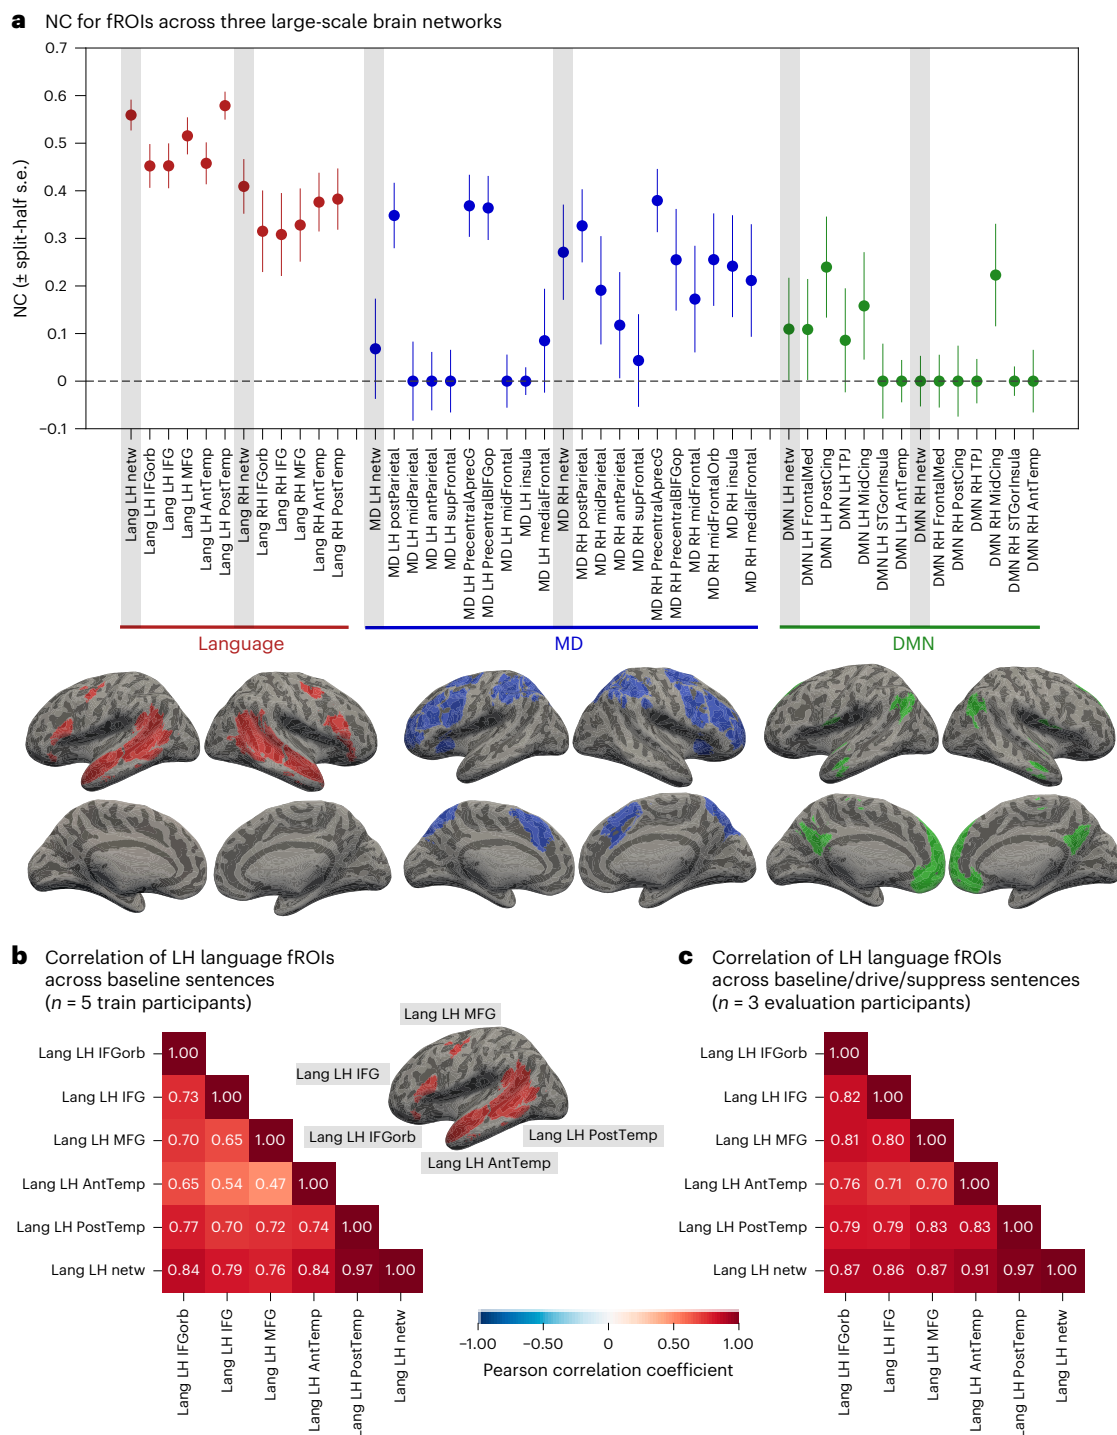 a NC for fROIs across three large-scale brain networks
NC (± split-half s.e.)
0.7
0.6
0.5
0.4
0.3
0.2
0.1
0
−0.1
Lang LH netw
Lang LH IFGorb
Lang LH IFG
Lang LH MFG
Lang LH AntTemp
Lang LH PostTemp
Lang RH netw
Lang RH IFGorb
Lang RH IFG
Lang RH MFG
Lang RH AntTemp
Lang RH PostTemp
MD LH netw
MD LH postParietal
MD LH midParietal
MD LH antParietal
MD LH supFrontal
MD LH PrecentralAprecG
MD LH PrecentralBIFGop
MD LH midFrontal
MD LH insula
MD LH medialFrontal
MD RH netw
MD RH postParietal
MD RH midParietal
MD RH antParietal
MD RH supFrontal
MD RH PrecentralAprecG
MD RH PrecentralBIFGop
MD RH midFrontal
MD RH midFrontalOrb
MD RH insula
MD RH medialFrontal
DMN LH netw
DMN LH FrontalMed
DMN LH PostCing
DMN LH TPJ
DMN LH MidCing
DMN LH STGorInsula
DMN LH AntTemp
DMN RH netw
DMN RH FrontalMed
DMN RH PostCing
DMN RH TPJ
DMN RH MidCing
DMN RH STGorInsula
DMN RH AntTemp
Language
MD
DMN
b Correlation of LH language fROIs
across baseline sentences
(n = 5 train participants)
Lang LH IFGorb 1.00
Lang LH IFG 0.73 1.00
Lang LH MFG 0.70 0.65 1.00
Lang LH AntTemp 0.65 0.54 0.47 1.00
Lang LH PostTemp 0.77 0.70 0.72 0.74 1.00
Lang LH netw 0.84 0.79 0.76 0.84 0.97 1.00
Lang LH IFGorb
Lang LH IFG
Lang LH MFG
Lang LH AntTemp
Lang LH PostTemp
Lang LH netw
Lang LH MFG
Lang LH IFG
Lang LH IFGorb
Lang LH PostTemp
Lang LH AntTemp
−1.00 −0.50 0 0.50 1.00
Pearson correlation coefficient
c Correlation of LH language fROIs
across baseline/drive/suppress sentences
(n = 3 evaluation participants)
Lang LH IFGorb 1.00
Lang LH IFG 0.82 1.00
Lang LH MFG 0.81 0.80 1.00
Lang LH AntTemp 0.76 0.71 0.70 1.00
Lang LH PostTemp 0.79 0.79 0.83 0.83 1.00
Lang LH netw 0.87 0.86 0.87 0.91 0.97 1.00
Lang LH IFGorb
Lang LH IFG
Lang LH MFG
Lang LH AntTemp
Lang LH PostTemp
Lang LH netw